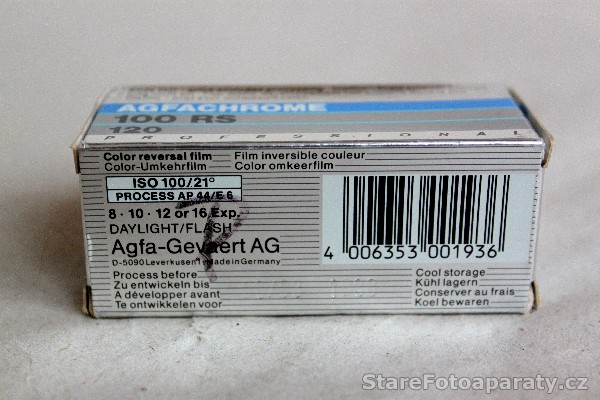 AGFACHROME
100 RS
120
PROFESSIONAL
Color reversal film Film inversible couleur
Color-Umkehrfilm Color omkeerfilm
ISO 100/21°
PROCESS AP 44/E 6
8 · 10 · 12 or 16 Exp.
DAYLIGHT/FLASH
Agfa-Gevaert AG
D-5090 Leverkusen Made in Germany
4 006353 001936
Process before Cool storage
Zu entwickeln bis Kühl lagern
A développer avant Conserver au frais
Te ontwikkelen voor Koel bewaren
StareFotoaparaty.cz